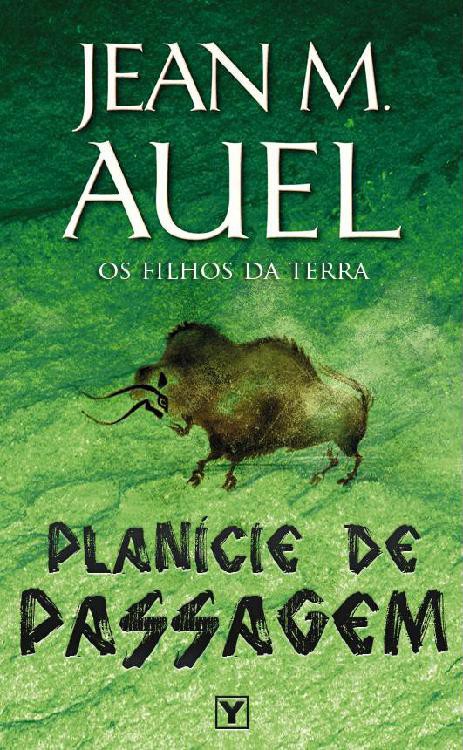 JEAN M.
AUEL
OS FILHOS DA TERRA
PLANÍCIE DE
PASSAGEM
Y